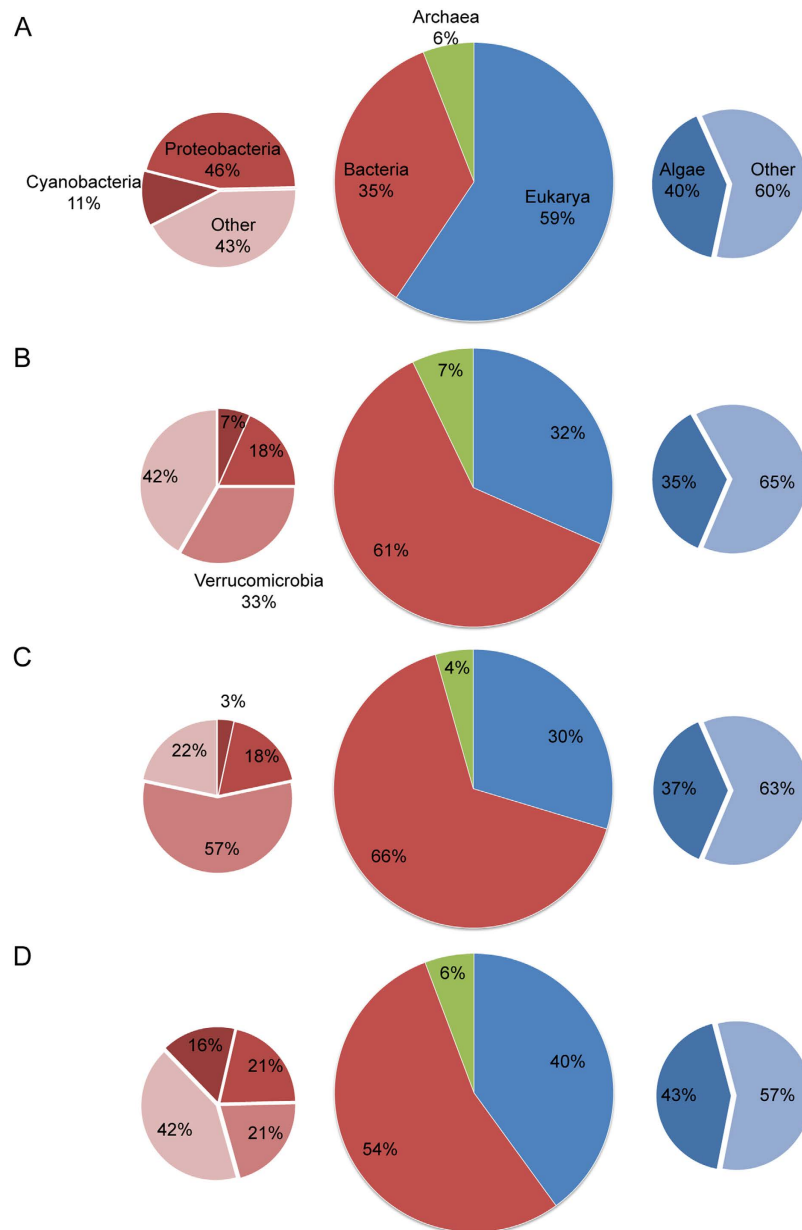 A
Archaea
6%
Proteobacteria
46%
Cyanobacteria
11%
Other
43%
Bacteria
35%
Eukarya
59%
Algae
40%
Other
60%
B
7%
18%
42%
Verrucomicrobia
33%
7%
32%
61%
35%
65%
C
3%
22%
18%
57%
4%
30%
66%
37%
63%
D
16%
21%
42%
21%
6%
40%
54%
43%
57%